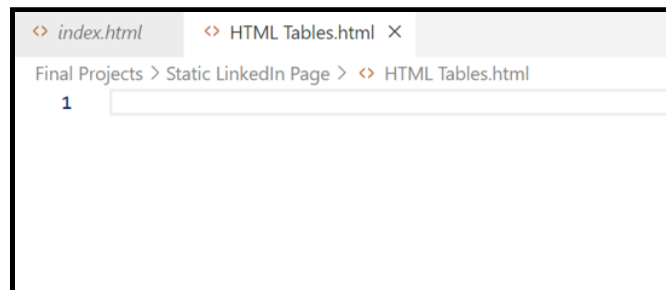 <> index.html <> HTML Tables.html ×
Final Projects > Static LinkedIn Page > <> HTML Tables.html
1